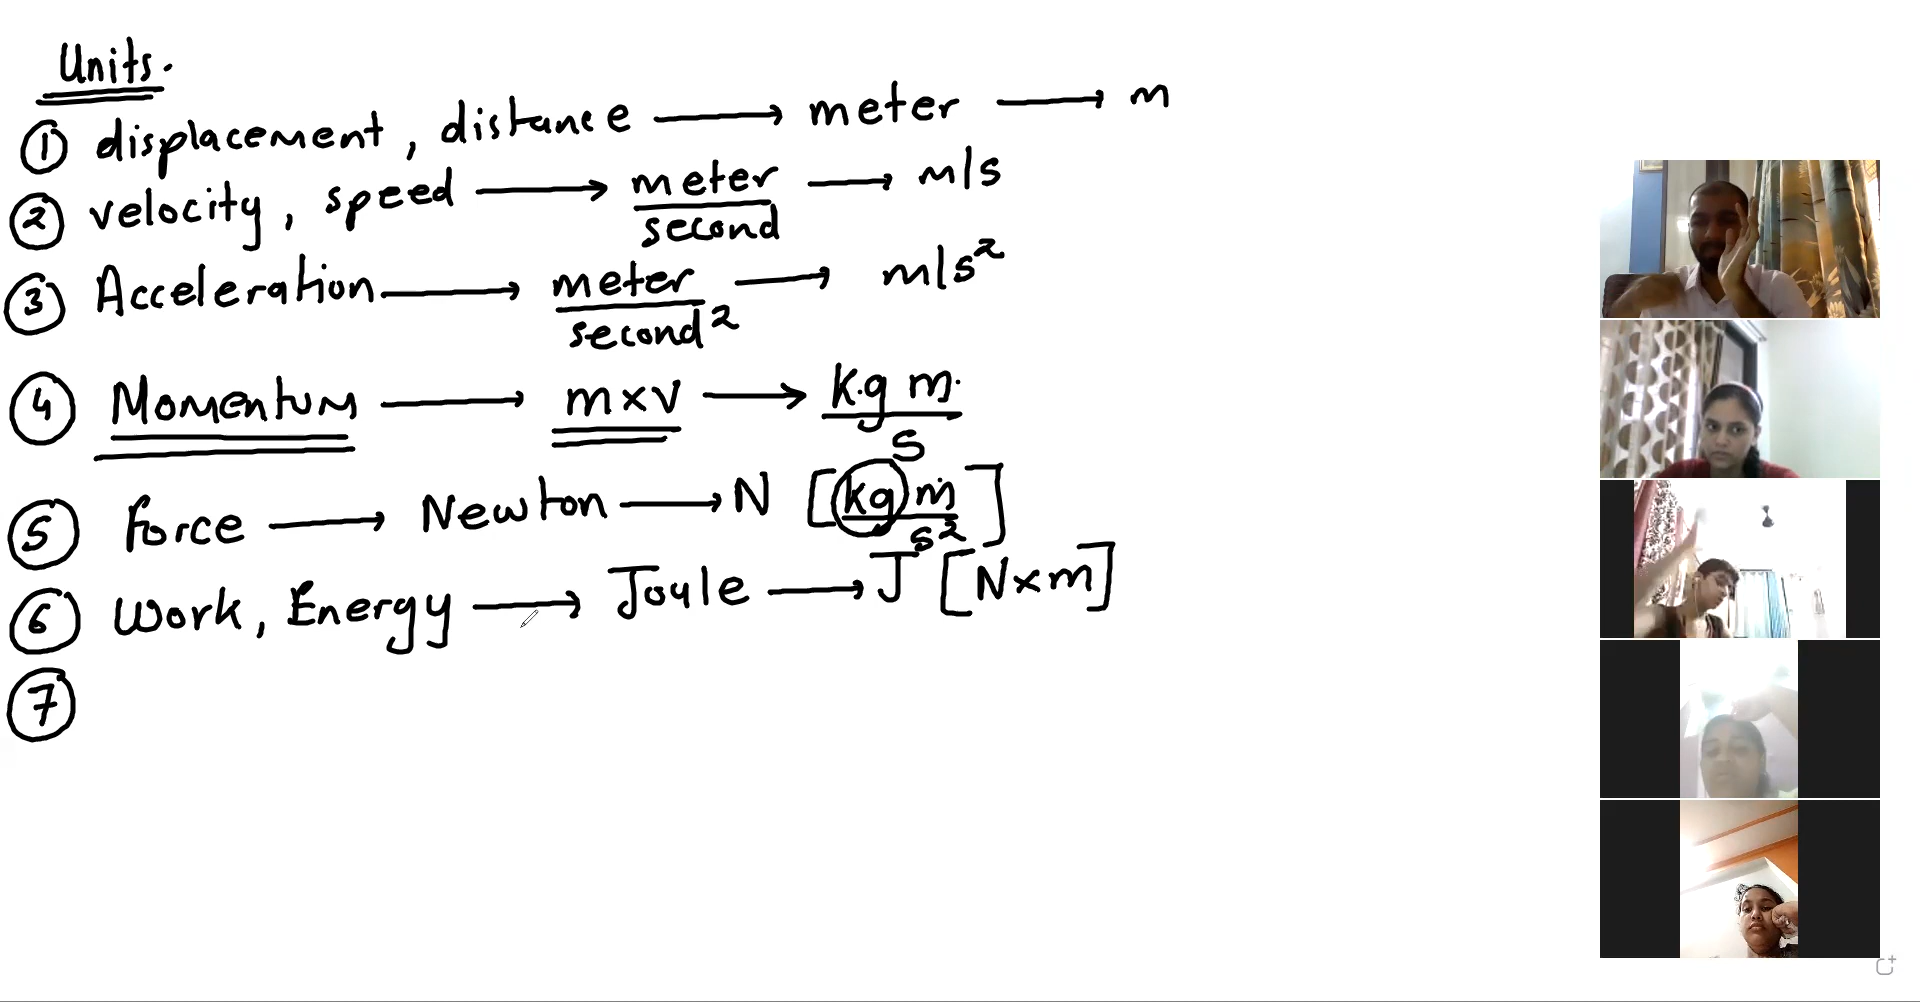 Units.
① displacement, distance → meter → m
② velocity, speed → meter/second → m/s
③ Acceleration → meter/second² → m/s²
④ Momentum → m×v → k.g m./s
⑤ force → Newton → N [kg m/s²]
⑥ Work, Energy → Joule → J [N×m]
⑦